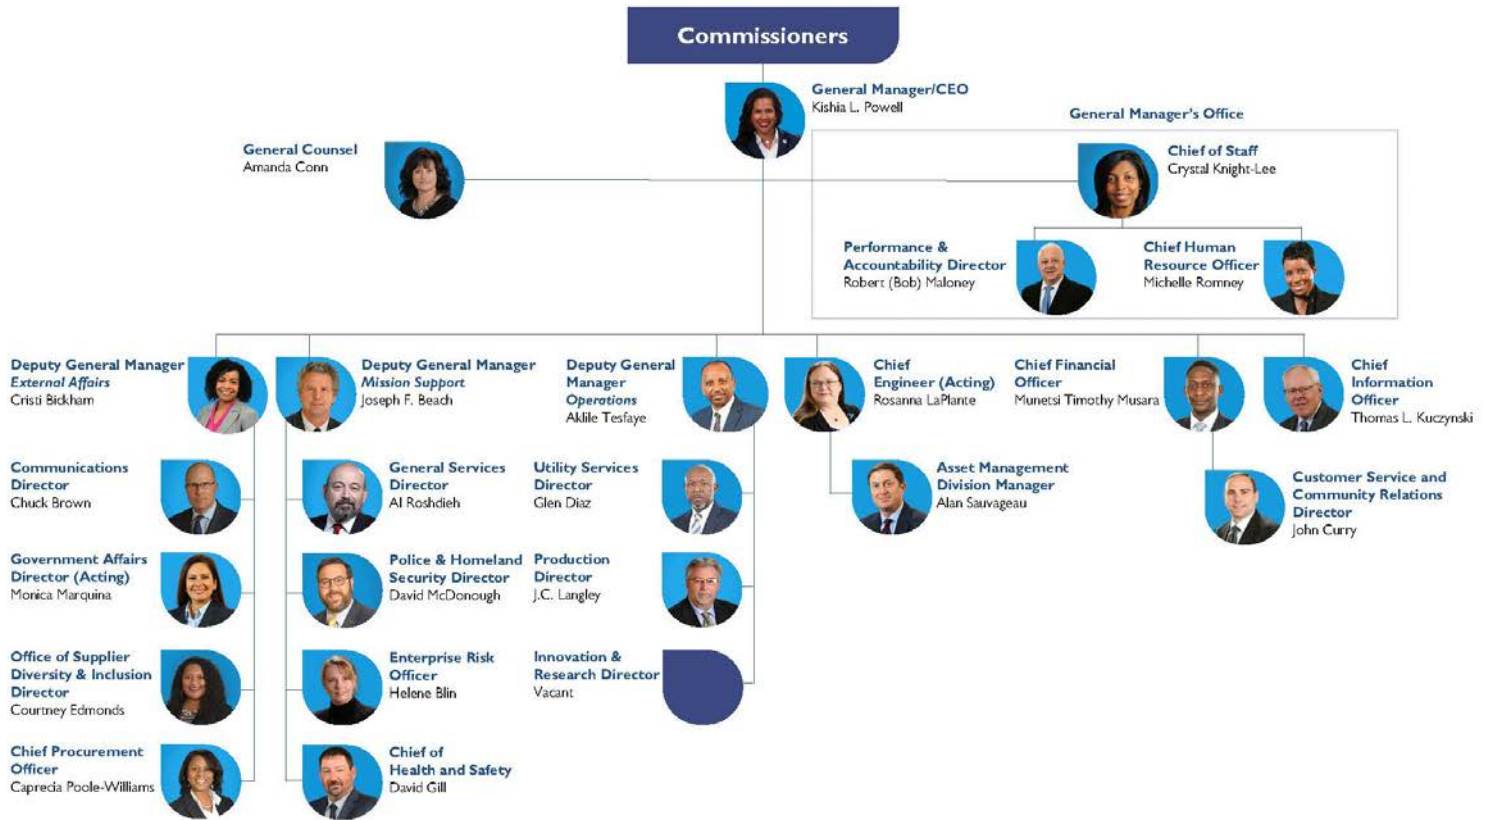 Commissioners
General Manager/CEO
Kishia L. Powell
General Manager's Office
General Counsel
Amanda Conn
Chief of Staff
Crystal Knight-Lee
Performance &
Accountability Director
Robert (Bob) Maloney
Chief Human
Resource Officer
Michelle Romney
Deputy General Manager
External Affairs
Cristi Bickham
Deputy General Manager
Mission Support
Joseph F. Beach
Deputy General
Manager
Operations
Aklile Tesfaye
Chief
Engineer (Acting)
Rosanna LaPlante
Chief Financial
Officer
Munetsi Timothy Musara
Chief
Information
Officer
Thomas L. Kuczynski
Communications
Director
Chuck Brown
General Services
Director
Al Roshdieh
Utility Services
Director
Glen Diaz
Asset Management
Division Manager
Alan Sauvageau
Customer Service and
Community Relations
Director
John Curry
Government Affairs
Director (Acting)
Monica Marquina
Police & Homeland
Security Director
David McDonough
Production
Director
J.C. Langley
Office of Supplier
Diversity & Inclusion
Director
Courtney Edmonds
Enterprise Risk
Officer
Helene Blin
Innovation &
Research Director
Vacant
Chief Procurement
Officer
Caprecia Poole-Williams
Chief of
Health and Safety
David Gill